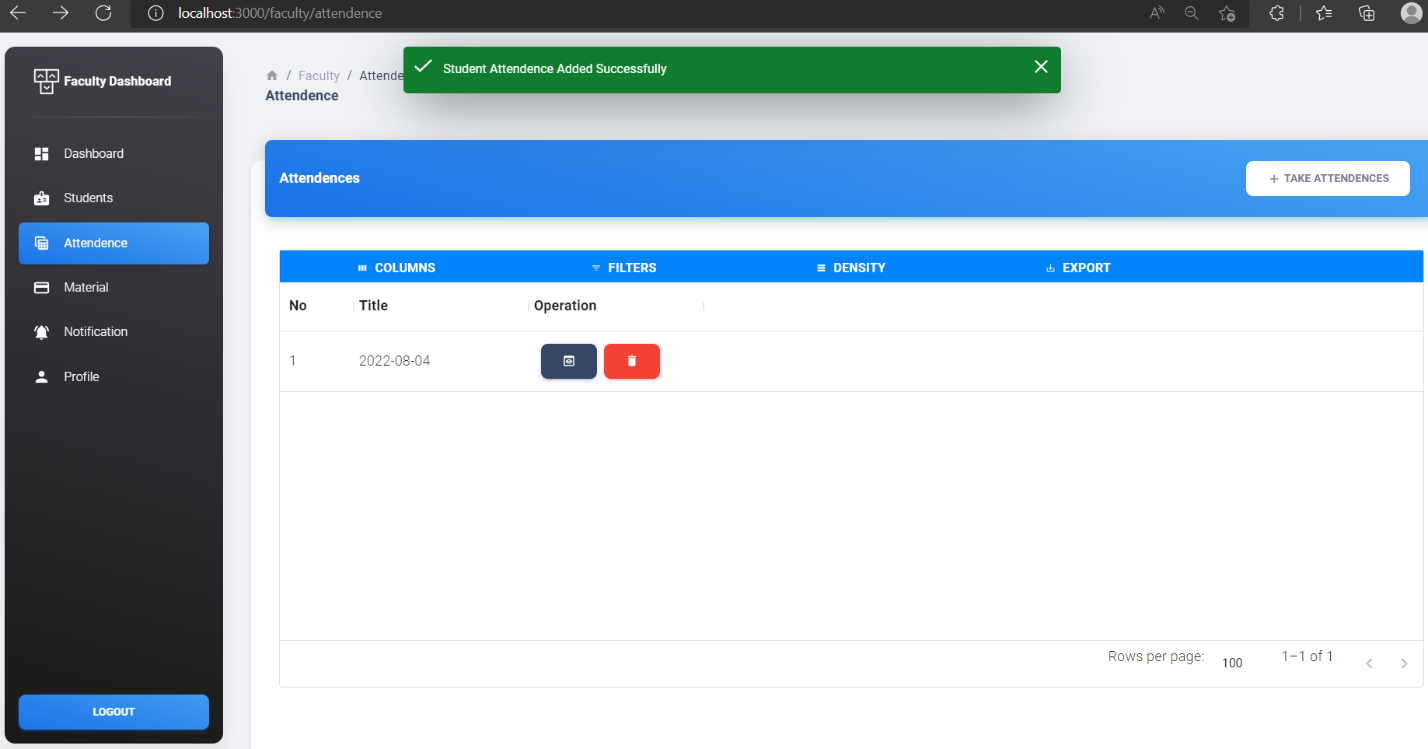 localhost:3000/faculty/attendence
Faculty Dashboard
Dashboard
Students
Attendence
Material
Notification
Profile
LOGOUT
/ Faculty / Attende
Attendence
Student Attendence Added Successfully
Attendences
+ TAKE ATTENDENCES
COLUMNS FILTERS DENSITY EXPORT
No Title Operation
1 2022-08-04
Rows per page: 100 1–1 of 1